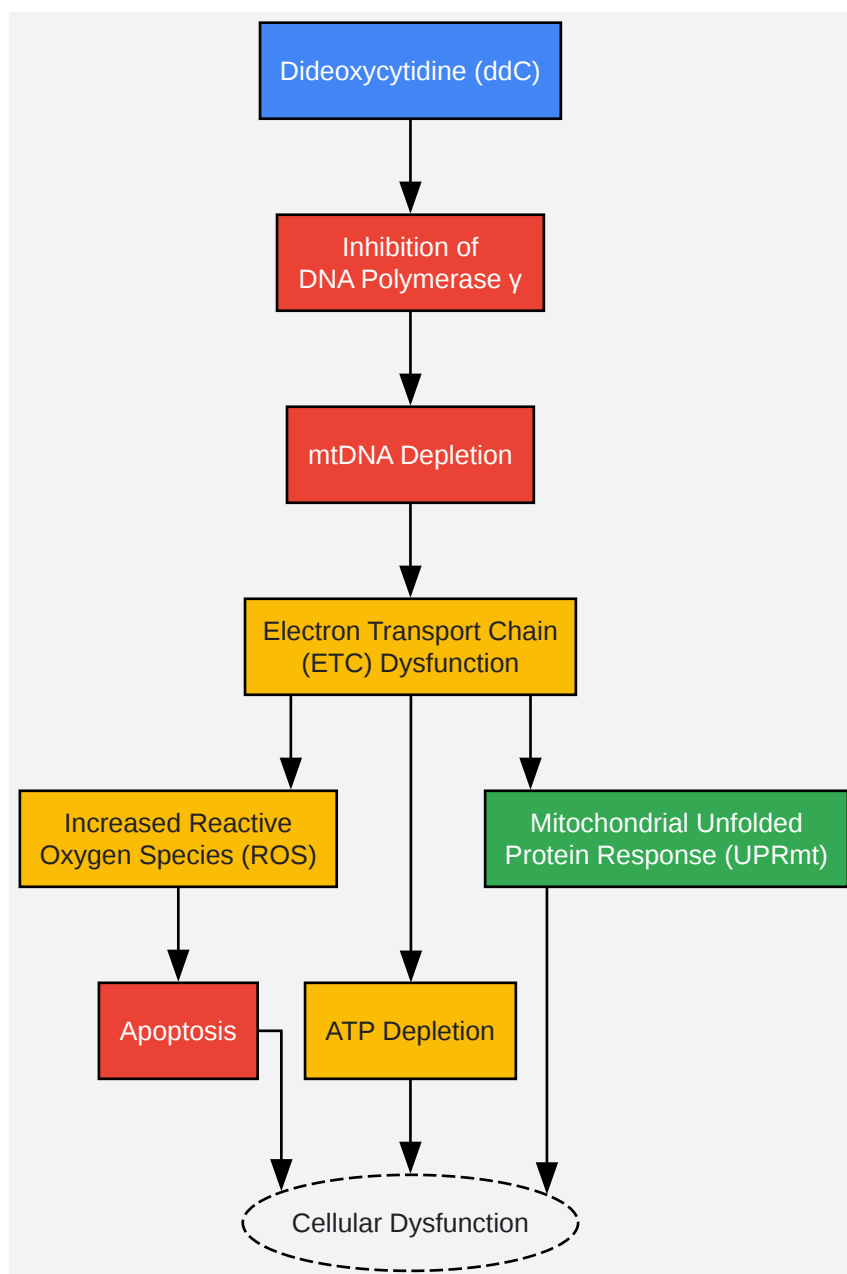 Dideoxycytidine (ddC)
Inhibition of
DNA Polymerase γ
mtDNA Depletion
Electron Transport Chain
(ETC) Dysfunction
Increased Reactive
Oxygen Species (ROS)
Mitochondrial Unfolded
Protein Response (UPRmt)
Apoptosis
ATP Depletion
Cellular Dysfunction